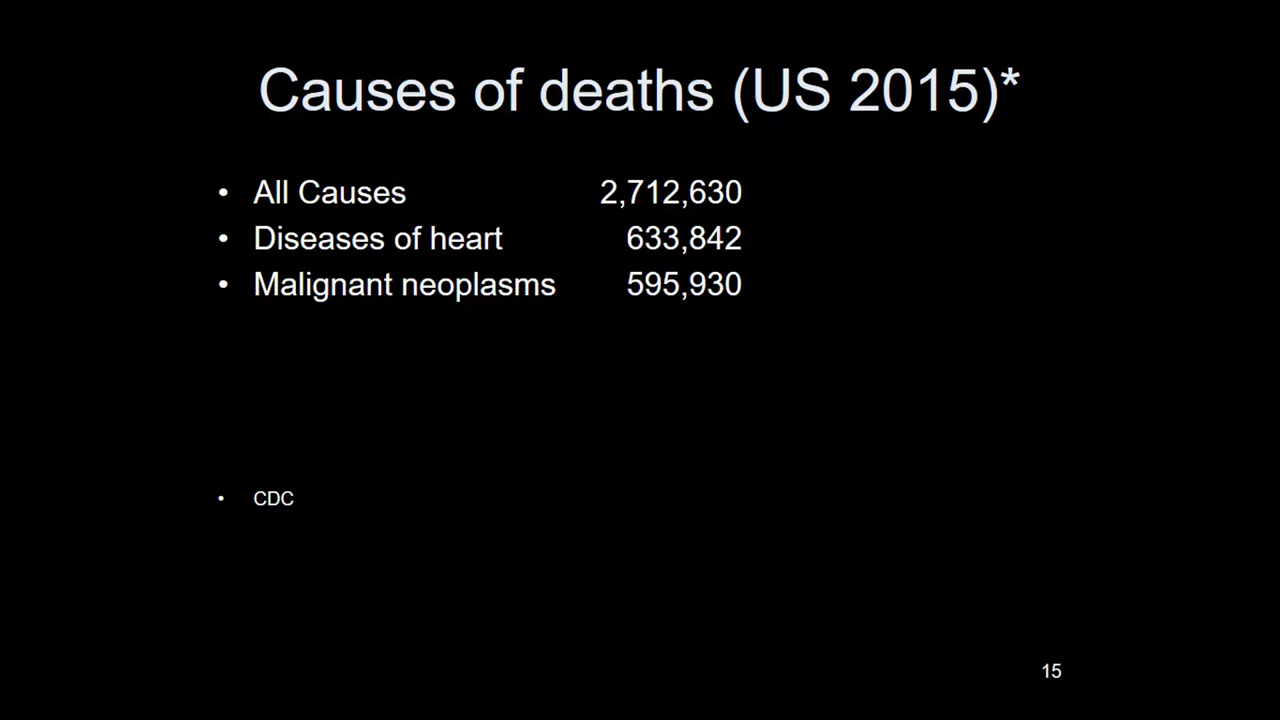 Causes of deaths (US 2015)*
• All Causes 2,712,630
• Diseases of heart 633,842
• Malignant neoplasms 595,930
• CDC
15